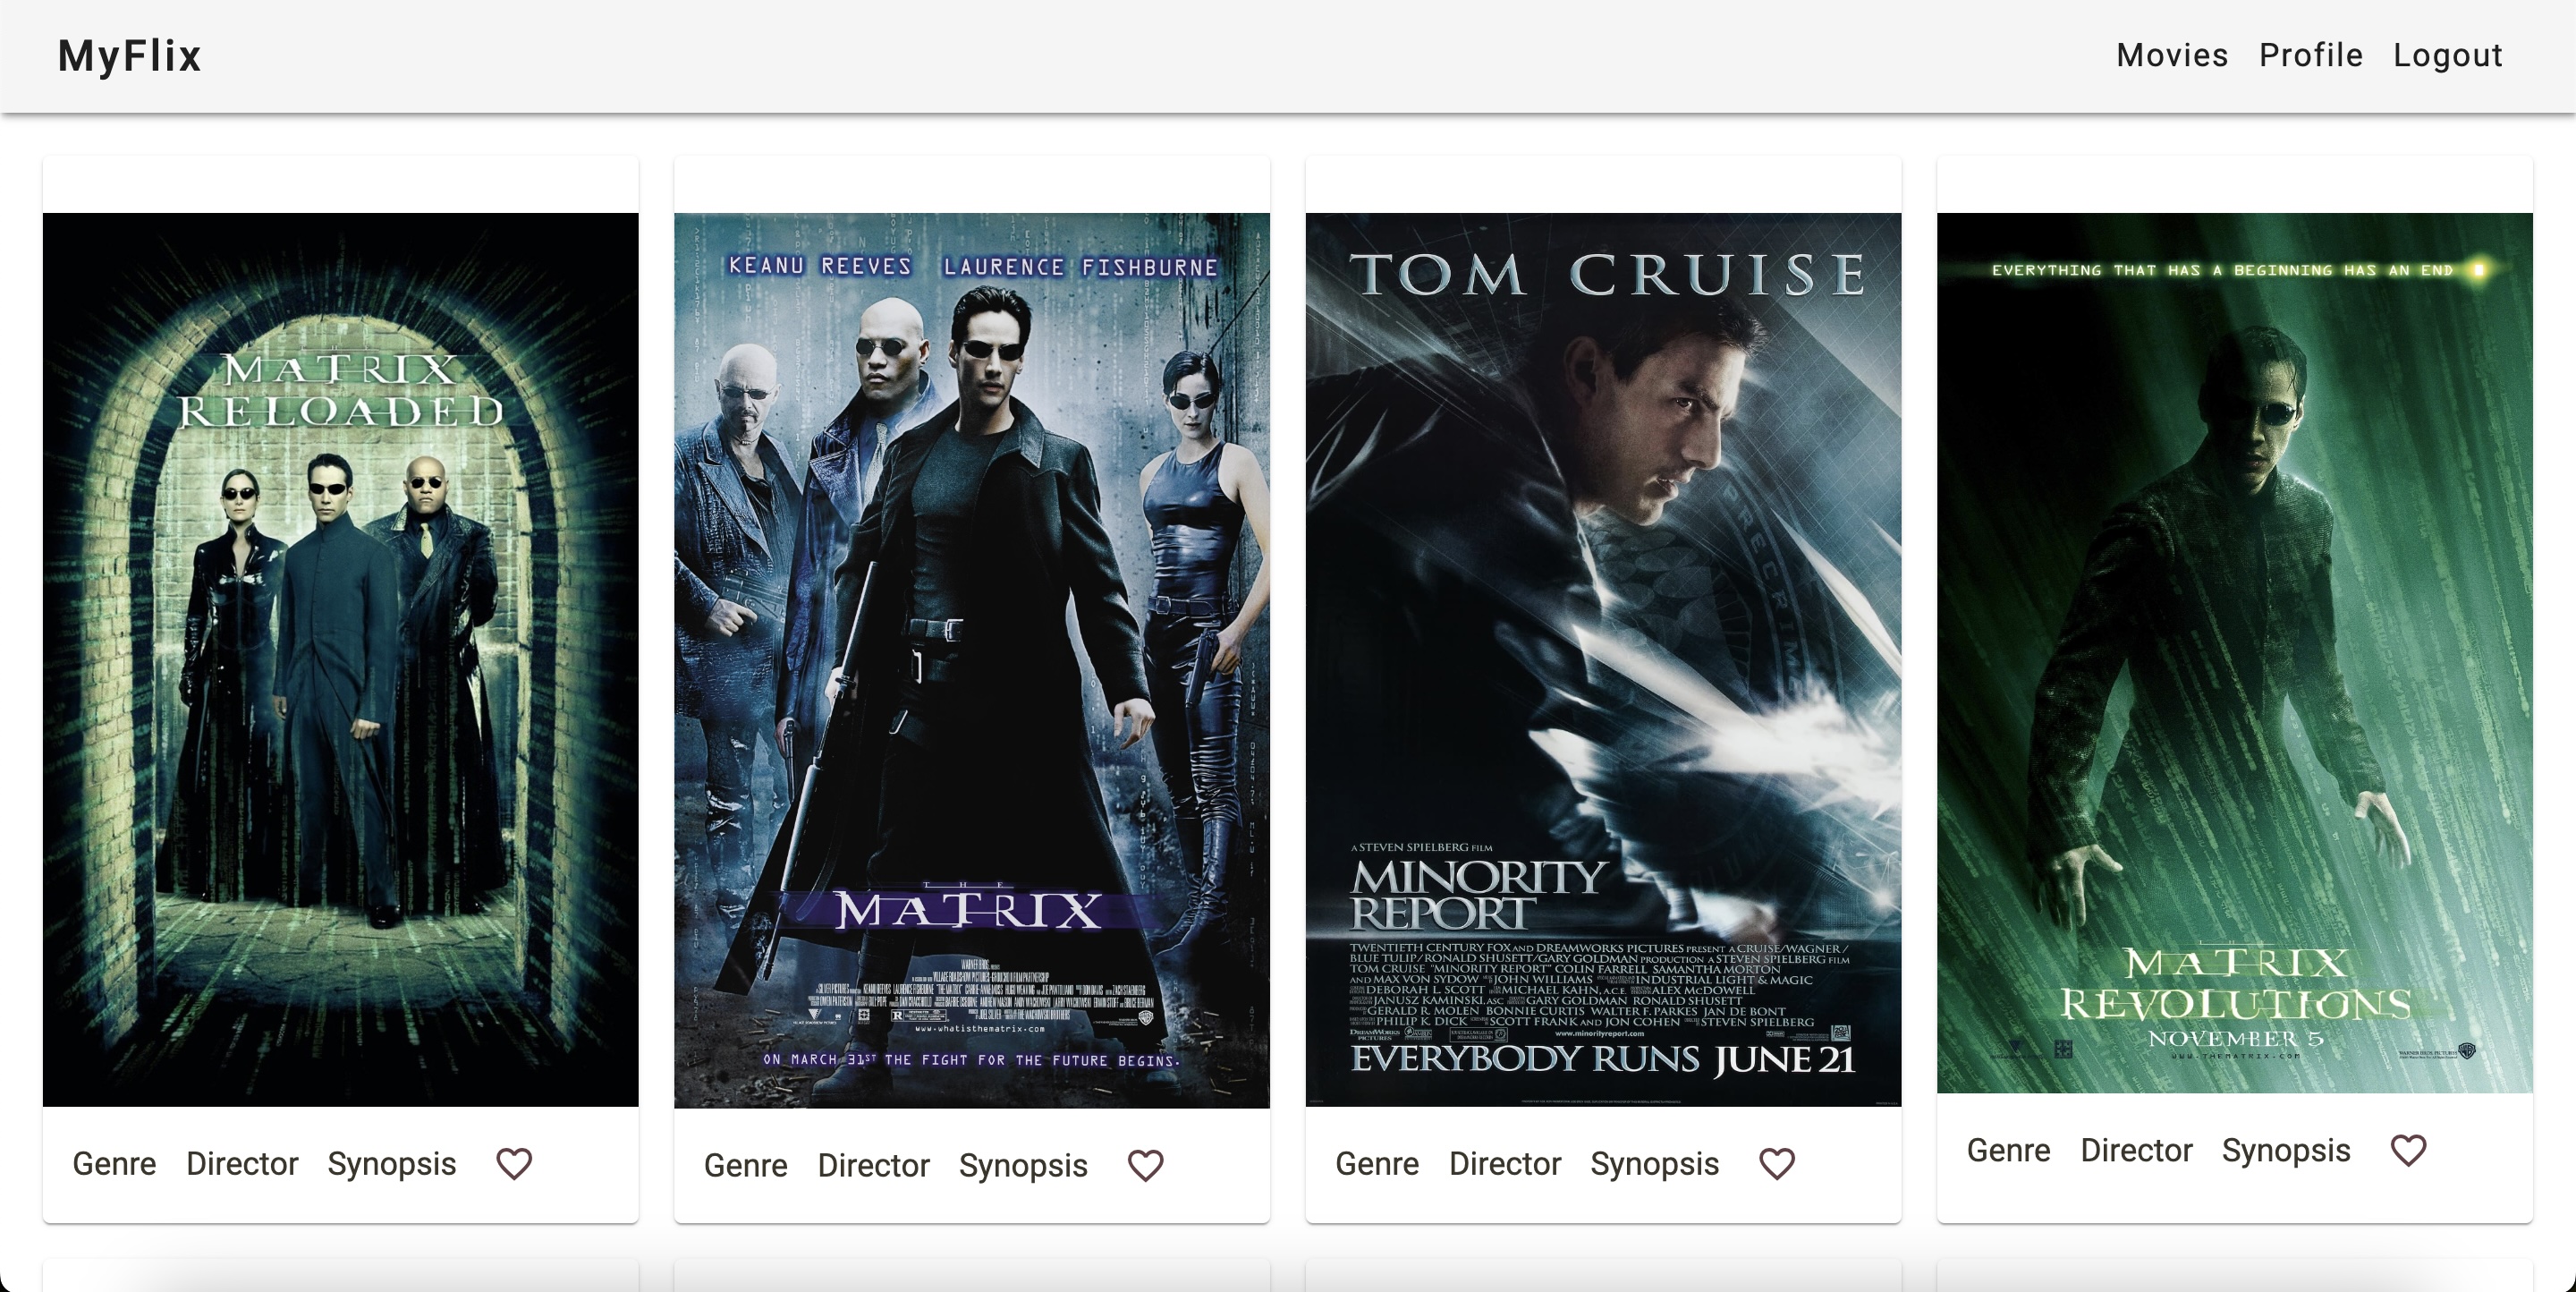 MyFlix
Movies Profile Logout
MATRIX
RELOADED
Genre Director Synopsis
KEANU REEVES LAURENCE FISHBURNE
THE
MATRIX
www.whatisthematrix.com
ON MARCH 31ST THE FIGHT FOR THE FUTURE BEGINS.
Genre Director Synopsis
TOM CRUISE
PRECRIME
A STEVEN SPIELBERG FILM
MINORITY
REPORT
TWENTIETH CENTURY FOX AND DREAMWORKS PICTURES PRESENT A CRUISE/WAGNER/
BLUE TULIP/RONALD SHUSETT/GARY GOLDMAN PRODUCTION A STEVEN SPIELBERG FILM
TOM CRUISE "MINORITY REPORT" COLIN FARRELL SAMANTHA MORTON
AND MAX VON SYDOW JOHN WILLIAMS INDUSTRIAL LIGHT & MAGIC
DEBORAH L. SCOTT MICHAEL KAHN, A.C.E. ALEX MCDOWELL
JANUSZ KAMINSKI, ASC GARY GOLDMAN RONALD SHUSETT
GERALD R. MOLEN BONNIE CURTIS WALTER F. PARKES JAN DE BONT
PHILIP K. DICK SCOTT FRANK AND JON COHEN STEVEN SPIELBERG
DREAMWORKS PICTURES www.minorityreport.com
EVERYBODY RUNS JUNE 21
Genre Director Synopsis
EVERYTHING THAT HAS A BEGINNING HAS AN END
MATRIX
REVOLUTIONS
NOVEMBER 5
WWW.THEMATRIX.COM
Genre Director Synopsis